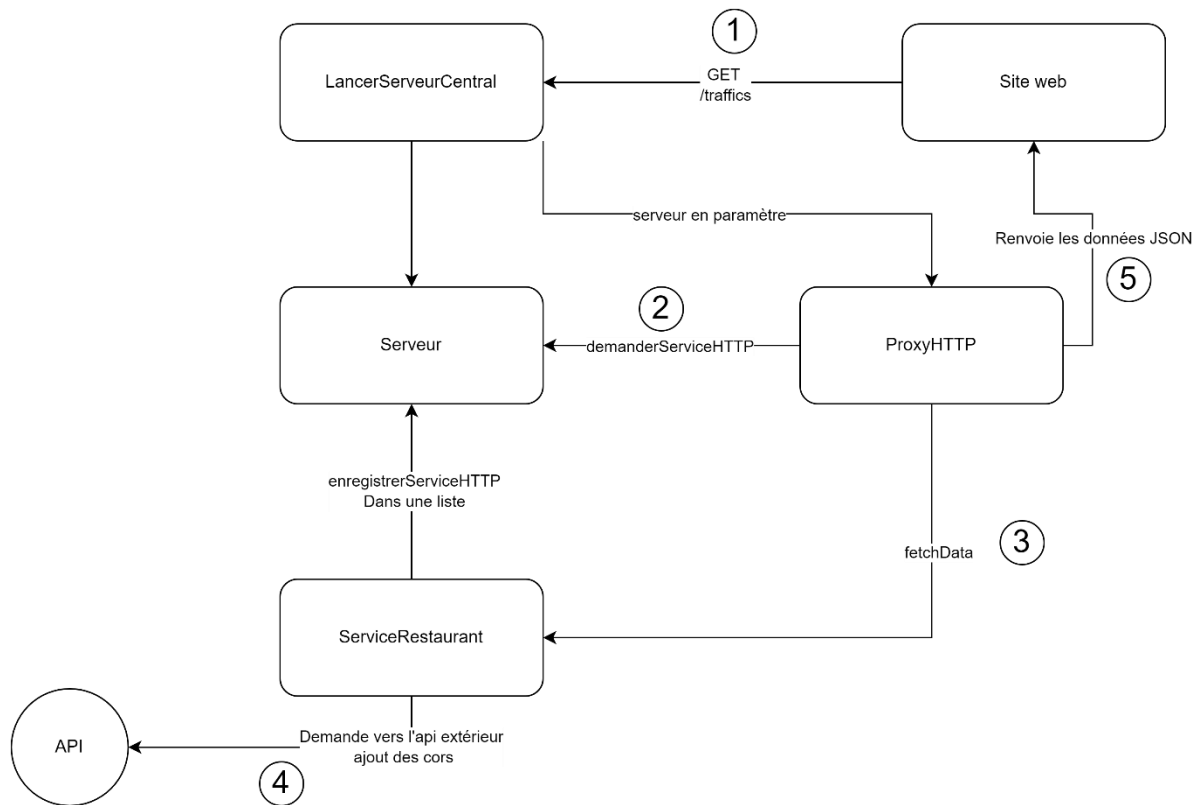 1
LancerServeurCentral
GET
/traffics
Site web
serveur en paramètre
Renvoie les données JSON
5
2
Serveur
demanderServiceHTTP
ProxyHTTP
enregistrerServiceHTTP
Dans une liste
3
fetchData
ServiceRestaurant
Demande vers l'api extérieur
ajout des cors
API
4